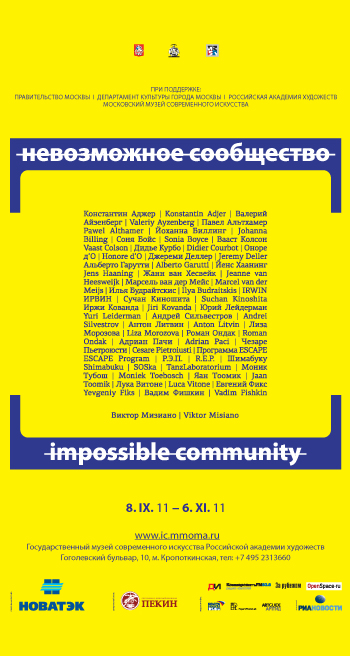 ПРИ ПОДДЕРЖКЕ:
ПРАВИТЕЛЬСТВО МОСКВЫ | ДЕПАРТАМЕНТ КУЛЬТУРЫ ГОРОДА МОСКВЫ | РОССИЙСКАЯ АКАДЕМИЯ ХУДОЖЕСТВ
МОСКОВСКИЙ МУЗЕЙ СОВРЕМЕННОГО ИСКУССТВА
невозможное сообщество
Константин Аджер | Konstantin Adjer | Валерий
Айзенберг | Valeriy Ayzenberg | Павел Альтхамер
Pawel Althamer | Йоханна Биллинг | Johanna
Billing | Соня Бойс | Sonia Boyce | Вааст Колсон
Vaast Colson | Дидье Курбо | Didier Courbot | Оноре
д'О | Honore d'O | Джереми Деллер | Jeremy Deller
Альберто Гарутти | Alberto Garutti | Йенс Хаанинг
Jens Haaning | Жанн ван Хесвейк | Jeanne van
Heeswijk | Марсель ван дер Мейс | Marcel van der
Meijs | Илья Будрайтскис | Ilya Budraitskis | IRWIN
ИРВИН | Сучан Киношита | Suchan Kinoshita
Иржи Кованда | Jiri Kovanda | Юрий Лейдерман
Yuri Leiderman | Андрей Сильвестров | Andrei
Silvestrov | Антон Литвин | Anton Litvin | Лиза
Морозова | Liza Morozova | Роман Ондак | Roman
Ondak | Адриан Пачи | Adrian Paci | Чезаре
Пьетроюсти | Cesare Pietroiusti | Программа ESCAPE
ESCAPE Program | Р.Э.П. | R.E.P. | Шимабуку
Shimabuku | SOSka | TanzLaboratorium | Моник
Тубош | Moniek Toebosch | Яан Тоомик | Jaan
Toomik | Лука Витоне | Luca Vitone | Евгений Фикс
Yevgeniy Fiks | Вадим Фишкин | Vadim Fishkin
Виктор Мизиано | Viktor Misiano
impossible community
8. IX. 11 – 6. XI. 11
www.ic.mmoma.ru
Государственный музей современного искусства Российской академии художеств
Гоголевский бульвар, 10, м. Кропоткинская, тел: +7 495 2313660
НОВАТЭК
ПЕКИН
ДИ
За рубежом
OpenSpace.ru
РИАНОВОСТИ